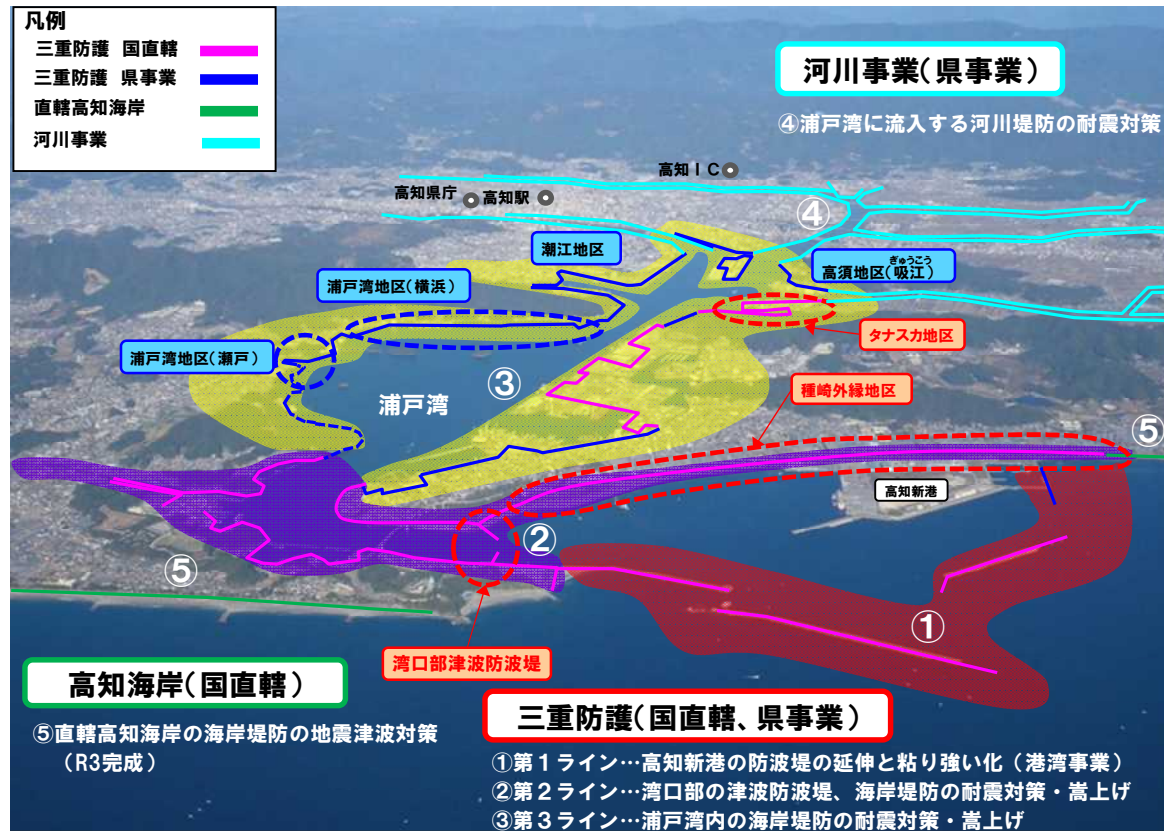 凡例
三重防護 国直轄
三重防護 県事業
直轄高知海岸
河川事業
河川事業(県事業)
④浦戸湾に流入する河川堤防の耐震対策
高知IC
高知県庁
高知駅
④
潮江地区
ぎゅうこう
高須地区(吸江)
浦戸湾地区(横浜)
タナスカ地区
浦戸湾地区(瀬戸)
③
種崎外縁地区
浦戸湾
⑤
高知新港
②
⑤
①
湾口部津波防波堤
高知海岸(国直轄)
⑤直轄高知海岸の海岸堤防の地震津波対策
(R3完成)
三重防護(国直轄、県事業)
①第1ライン…高知新港の防波堤の延伸と粘り強い化(港湾事業)
②第2ライン…湾口部の津波防波堤、海岸堤防の耐震対策・嵩上げ
③第3ライン…浦戸湾内の海岸堤防の耐震対策・嵩上げ